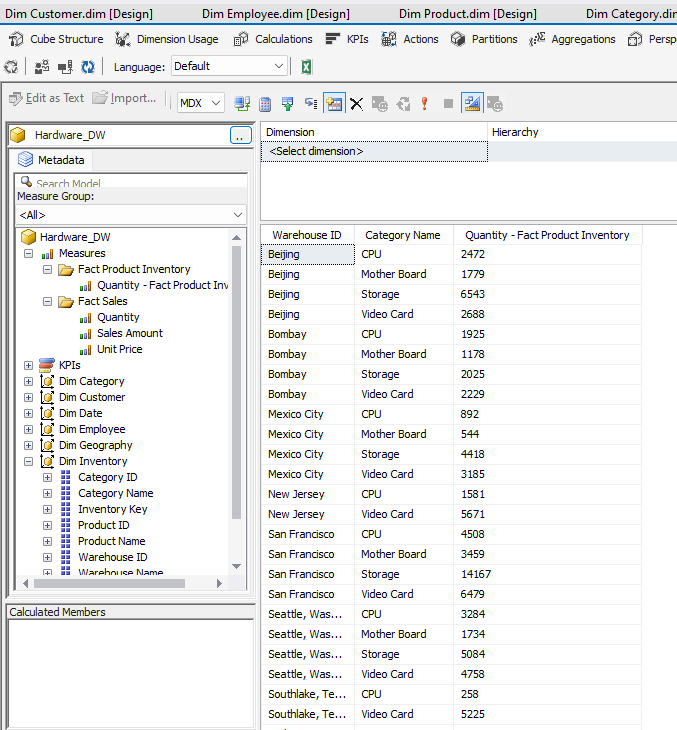 Dim Customer.dim [Design] Dim Employee.dim [Design] Dim Product.dim [Design] Dim Category.dim
Cube Structure Dimension Usage Calculations KPIs Actions Partitions Aggregations Persp
Language: Default
Edit as Text Import... MDX
Hardware_DW ..
Metadata
Search Model
Measure Group:
<All>
Hardware_DW
Measures
Fact Product Inventory
Quantity - Fact Product Inv
Fact Sales
Quantity
Sales Amount
Unit Price
KPIs
Dim Category
Dim Customer
Dim Date
Dim Employee
Dim Geography
Dim Inventory
Category ID
Category Name
Inventory Key
Product ID
Product Name
Warehouse ID
Warehouse Name
Calculated Members
Dimension Hierarchy
<Select dimension>
Warehouse ID Category Name Quantity - Fact Product Inventory
Beijing CPU 2472
Beijing Mother Board 1779
Beijing Storage 6543
Beijing Video Card 2688
Bombay CPU 1925
Bombay Mother Board 1178
Bombay Storage 2025
Bombay Video Card 2229
Mexico City CPU 892
Mexico City Mother Board 544
Mexico City Storage 4418
Mexico City Video Card 3185
New Jersey CPU 1581
New Jersey Video Card 5671
San Francisco CPU 4508
San Francisco Mother Board 3459
San Francisco Storage 14167
San Francisco Video Card 6479
Seattle, Was... CPU 3284
Seattle, Was... Mother Board 1734
Seattle, Was... Storage 5084
Seattle, Was... Video Card 4758
Southlake, Te... CPU 258
Southlake, Te... Video Card 5225